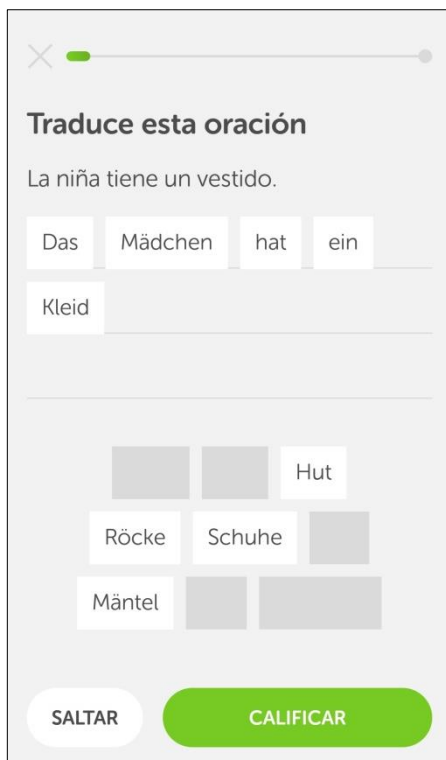 Traduce esta oración
La niña tiene un vestido.
Das Mädchen hat ein
Kleid
Hut
Röcke Schuhe
Mäntel
SALTAR CALIFICAR